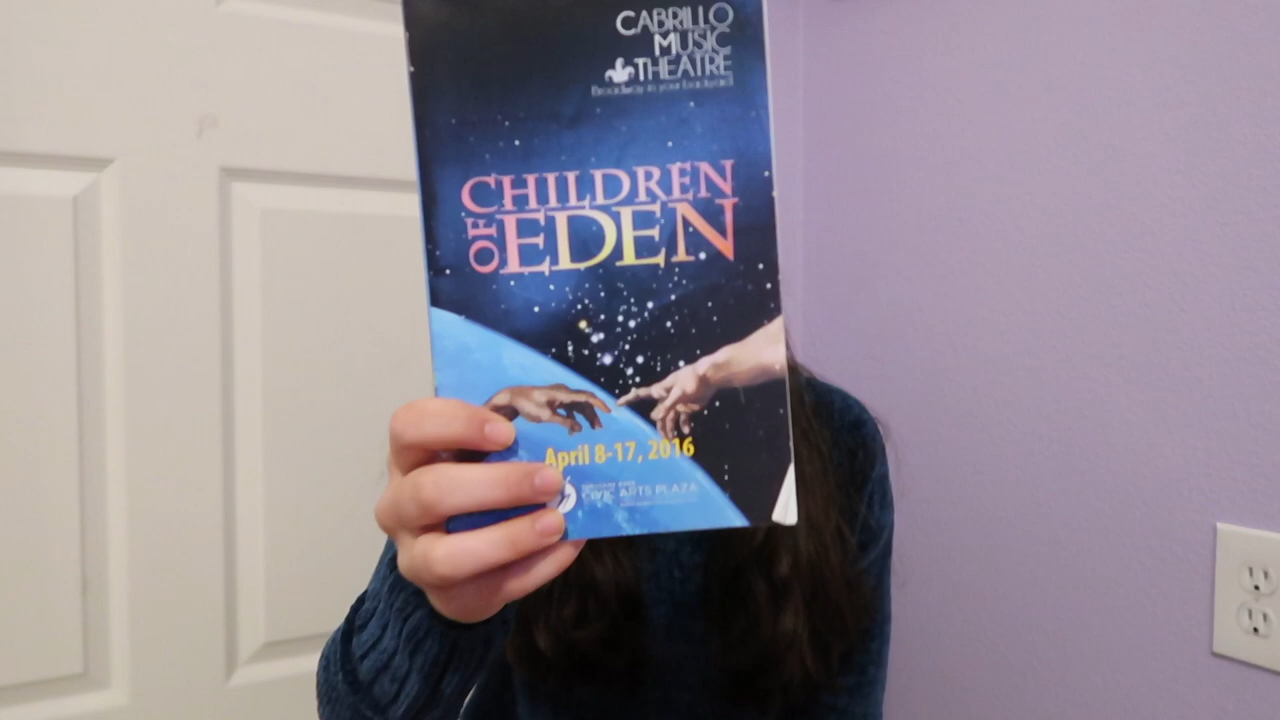 CABRILLO
MUSIC
THEATRE
Broadway in your backyard
CHILDREN
OF EDEN
April 8-17, 2016
CIVIC ARTS PLAZA